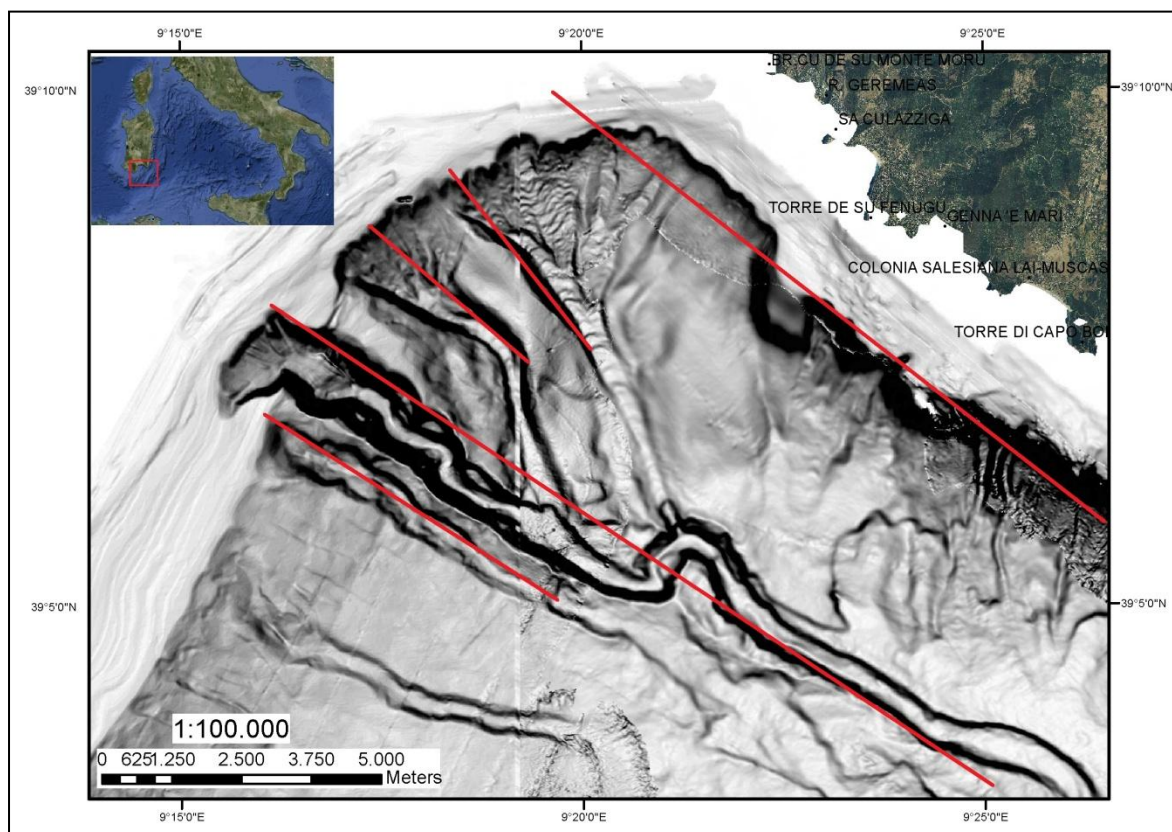 9°15'0"E
9°20'0"E
9°25'0"E
39°10'0"N
39°10'0"N
BR.CU DE SU MONTE MORU
R. GEREMEAS
SA CULAZZIGA
TORRE DE SU FENUGU
GENNA 'E MARI
COLONIA SALESIANA LAI-MUSCAS
TORRE DI CAPO BOI
39°5'0"N
39°5'0"N
1:100.000
0 6251.250 2.500 3.750 5.000
Meters
9°15'0"E
9°20'0"E
9°25'0"E